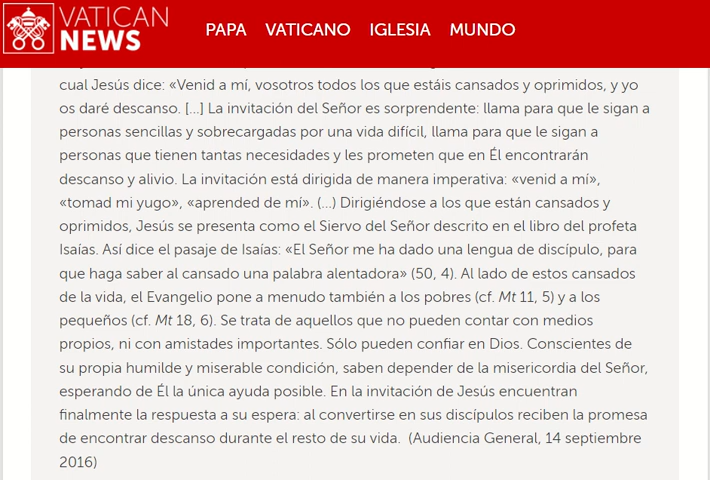 VATICAN
NEWS
PAPA VATICANO IGLESIA MUNDO
cual Jesús dice: «Venid a mí, vosotros todos los que estáis cansados y oprimidos, y yo
os daré descanso. [...] La invitación del Señor es sorprendente: llama para que le sigan a
personas sencillas y sobrecargadas por una vida difícil, llama para que le sigan a
personas que tienen tantas necesidades y les prometen que en Él encontrarán
descanso y alivio. La invitación está dirigida de manera imperativa: «venid a mí»,
«tomad mi yugo», «aprended de mí». (...) Dirigiéndose a los que están cansados y
oprimidos, Jesús se presenta como el Siervo del Señor descrito en el libro del profeta
Isaías. Así dice el pasaje de Isaías: «El Señor me ha dado una lengua de discípulo, para
que haga saber al cansado una palabra alentadora» (50, 4). Al lado de estos cansados
de la vida, el Evangelio pone a menudo también a los pobres (cf. Mt 11, 5) y a los
pequeños (cf. Mt 18, 6). Se trata de aquellos que no pueden contar con medios
propios, ni con amistades importantes. Sólo pueden confiar en Dios. Conscientes de
su propia humilde y miserable condición, saben depender de la misericordia del Señor,
esperando de Él la única ayuda posible. En la invitación de Jesús encuentran
finalmente la respuesta a su espera: al convertirse en sus discípulos reciben la promesa
de encontrar descanso durante el resto de su vida. (Audiencia General, 14 septiembre
2016)